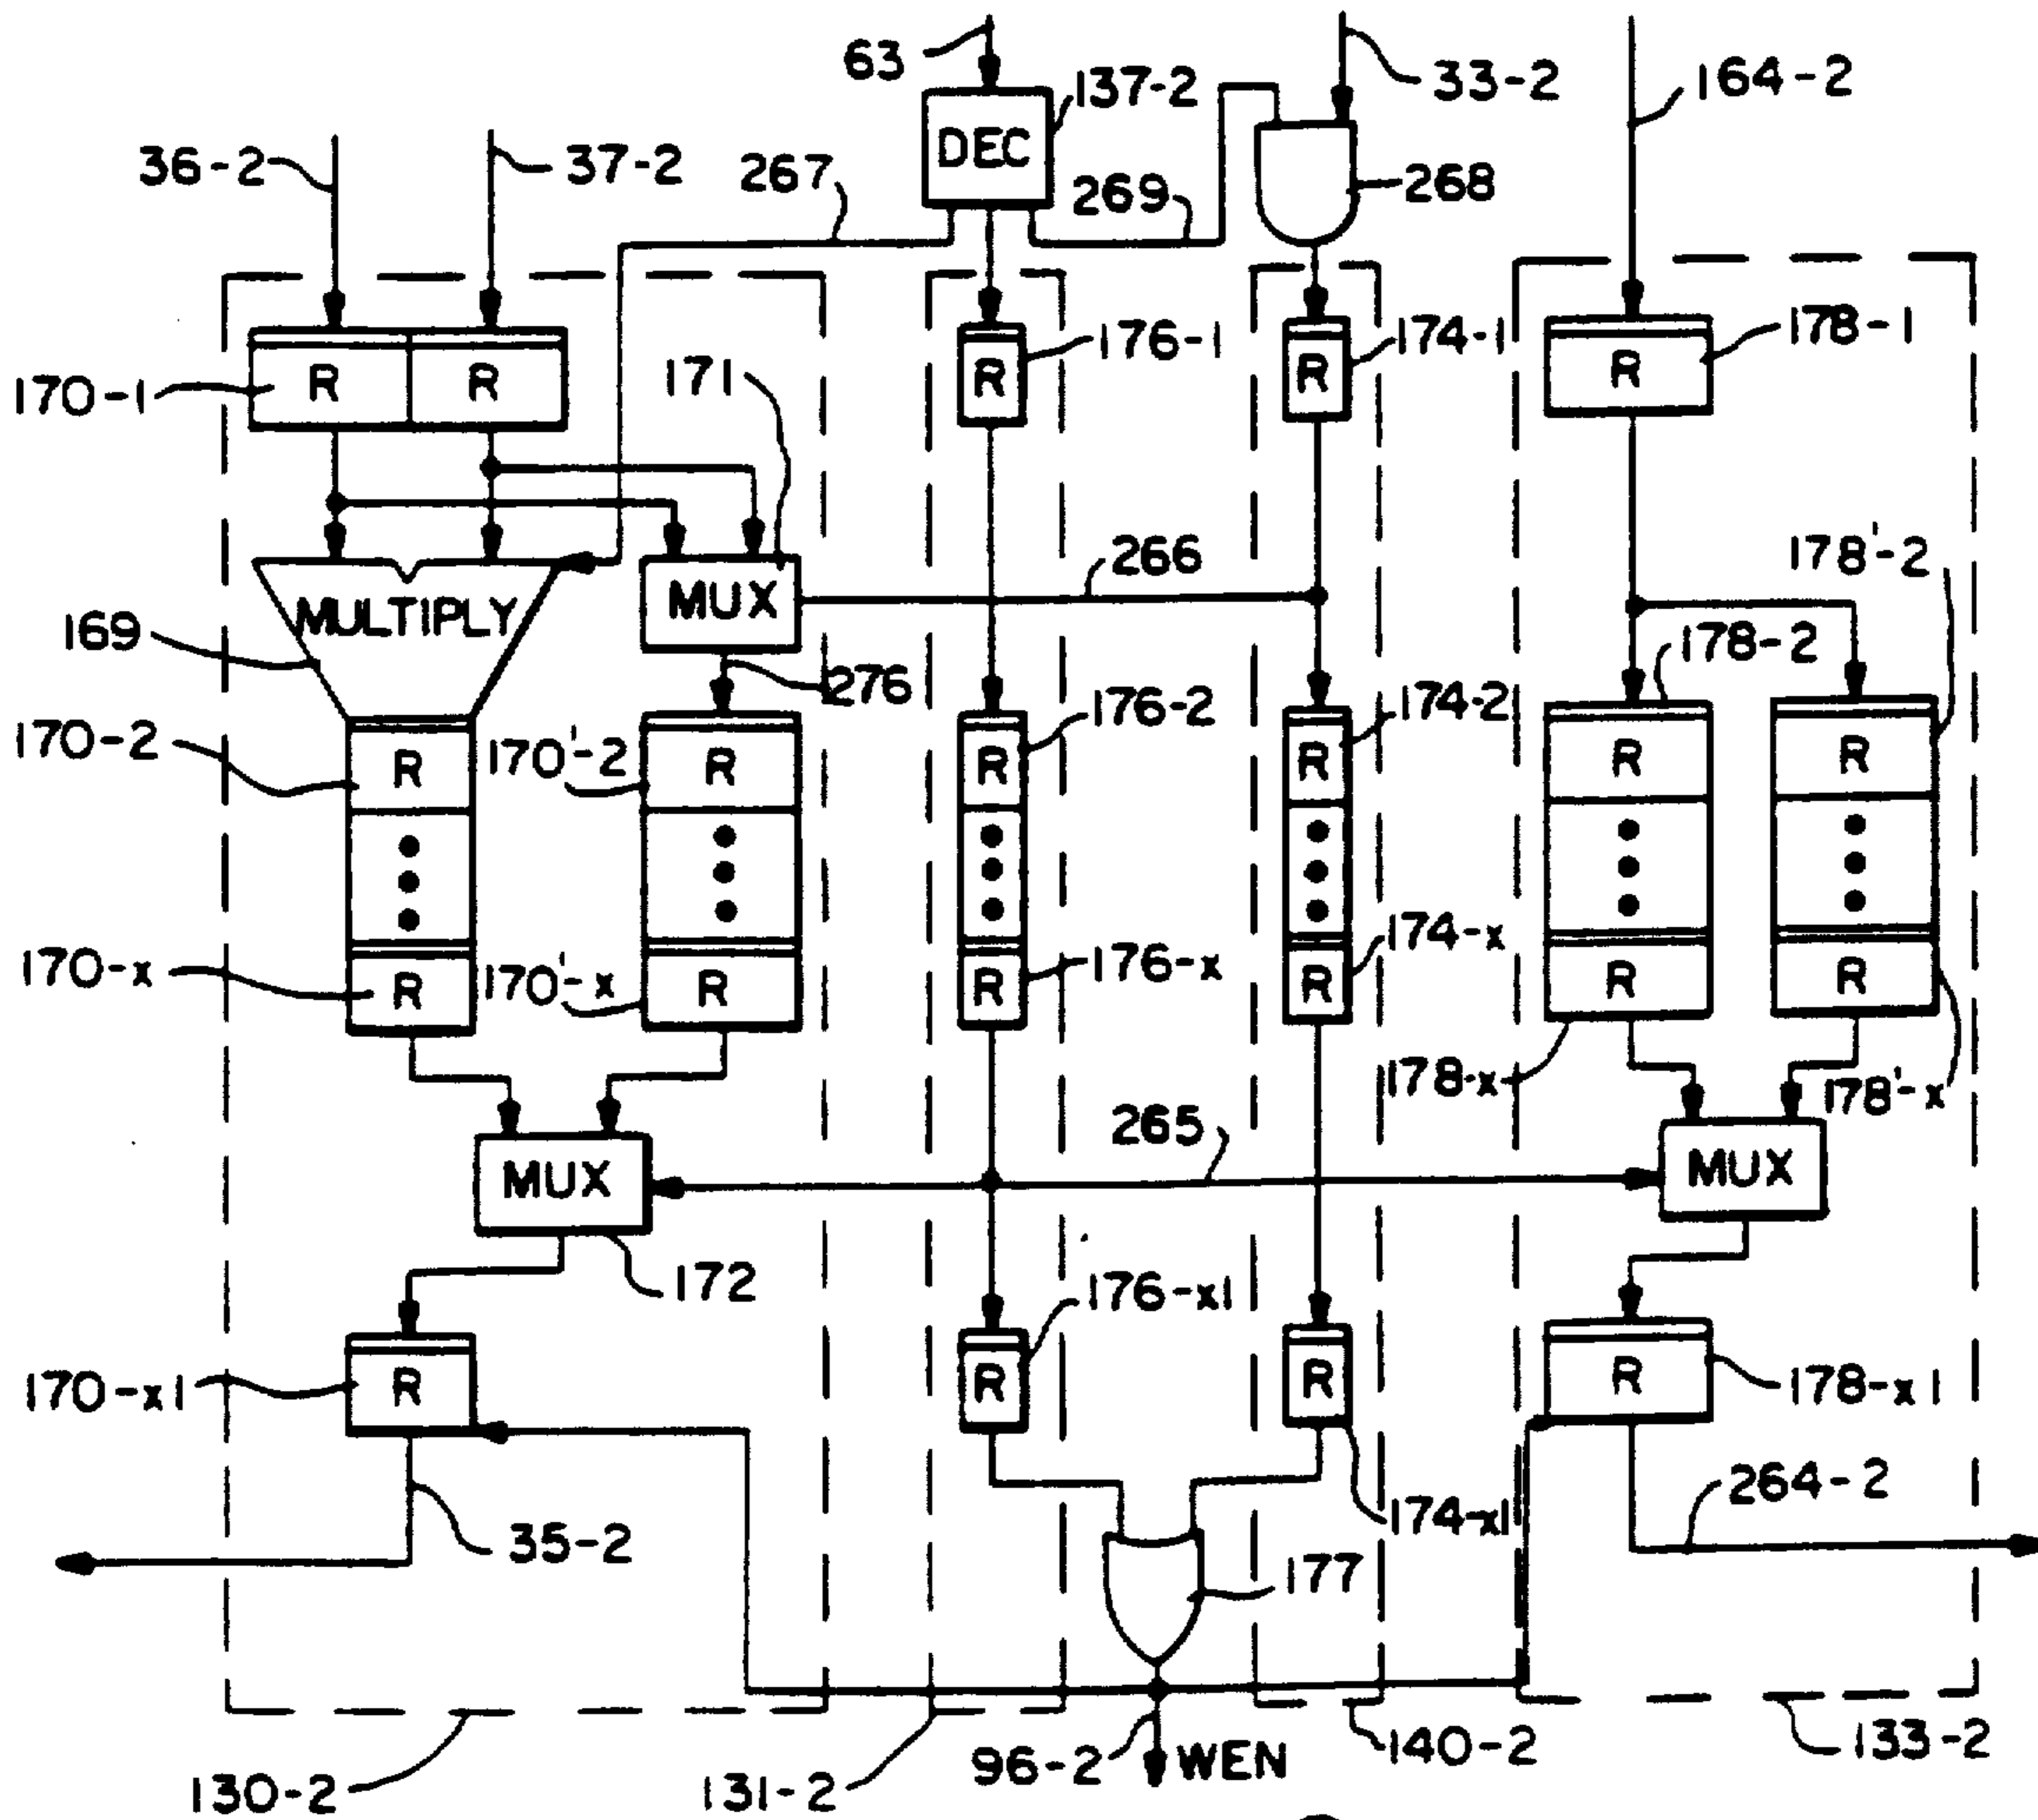 63
137-2
33-2
164-2
36-2
37-2
267
DEC
269
268
170-1
R
R
171
176-1
R
174-1
R
178-1
R
MULTIPLY
169
MUX
266
178'-2
276
178-2
170-2
R
170'-2
R
176-2
R
174-2
R
R
R
170-x
R
170'-x
R
176-x
R
174-x
R
R
R
178-x
178'-x
265
MUX
MUX
172
176-x1
170-x1
R
R
R
R
178-x1
174-x1
264-2
35-2
177
96-2
WEN
140-2
133-2
130-2
131-2